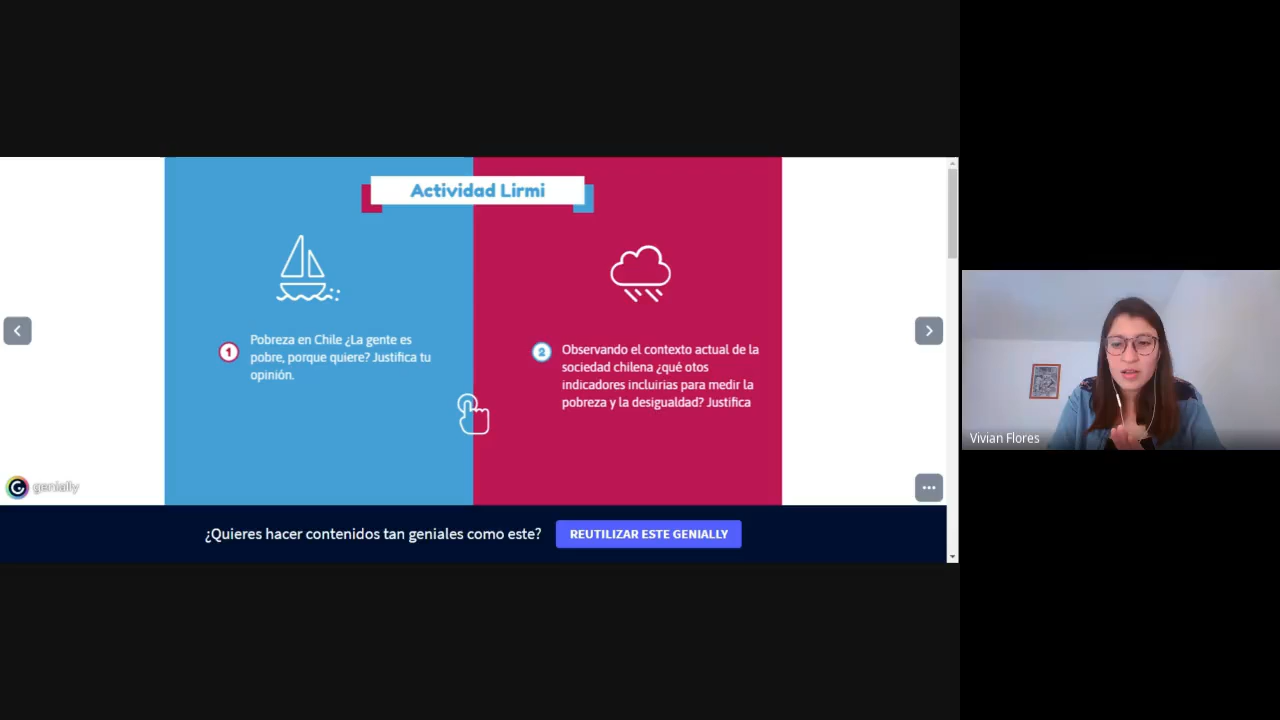 Actividad Lirmi
1
Pobreza en Chile ¿La gente es
pobre, porque quiere? Justifica tu
opinión.
2
Observando el contexto actual de la
sociedad chilena ¿qué otos
indicadores incluirias para medir la
pobreza y la desigualdad? Justifica
genially
¿Quieres hacer contenidos tan geniales como este?
REUTILIZAR ESTE GENIALLY
Vivian Flores